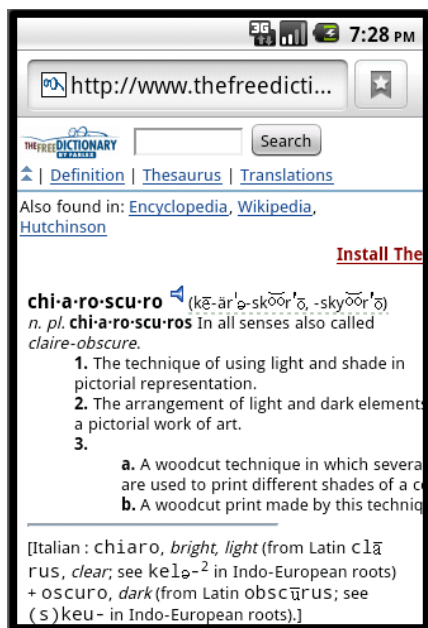 3G 7:28 PM
http://www.thefreedicti...
THE FREE DICTIONARY
BY FARLEX
Search
| Definition | Thesaurus | Translations
Also found in: Encyclopedia, Wikipedia,
Hutchinson
Install The
chi·a·ro·scu·ro (kē-är′ə-sko͝or′ō, -skyo͝or′ō)
n. pl. chi·a·ro·scu·ros In all senses also called
claire-obscure.
1. The technique of using light and shade in
pictorial representation.
2. The arrangement of light and dark elements
a pictorial work of art.
3.
a. A woodcut technique in which severa
are used to print different shades of a c
b. A woodcut print made by this techniq
[Italian : chiaro, bright, light (from Latin clā
rus, clear; see kelə-² in Indo-European roots)
+ oscuro, dark (from Latin obscūrus; see
(s)keu- in Indo-European roots).]